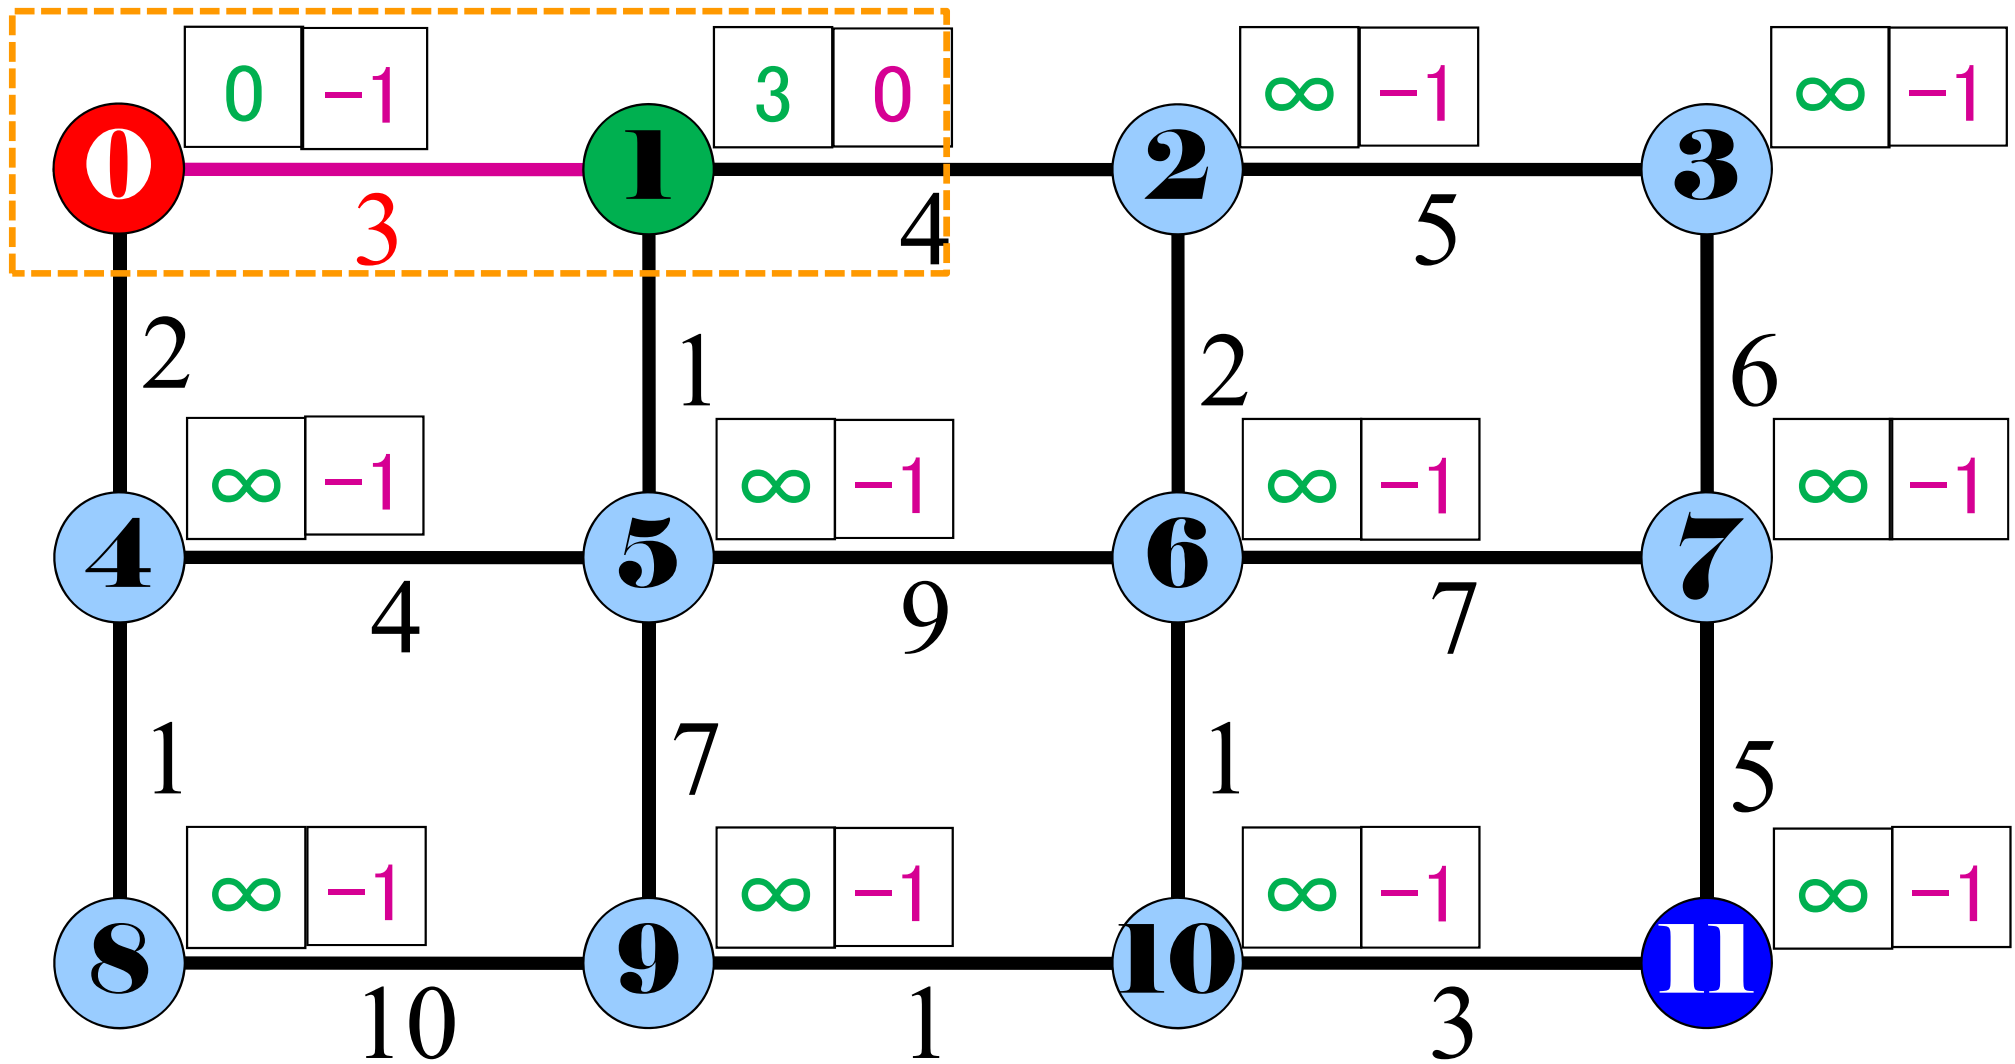 0 -1 3 0 ∞ -1 ∞ -1
0 1 2 3
3 4 5
2 1 2 6
∞ -1 ∞ -1 ∞ -1 ∞ -1
4 5 6 7
4 9 7
1 7 1 5
∞ -1 ∞ -1 ∞ -1 ∞ -1
8 9 10 11
10 1 3